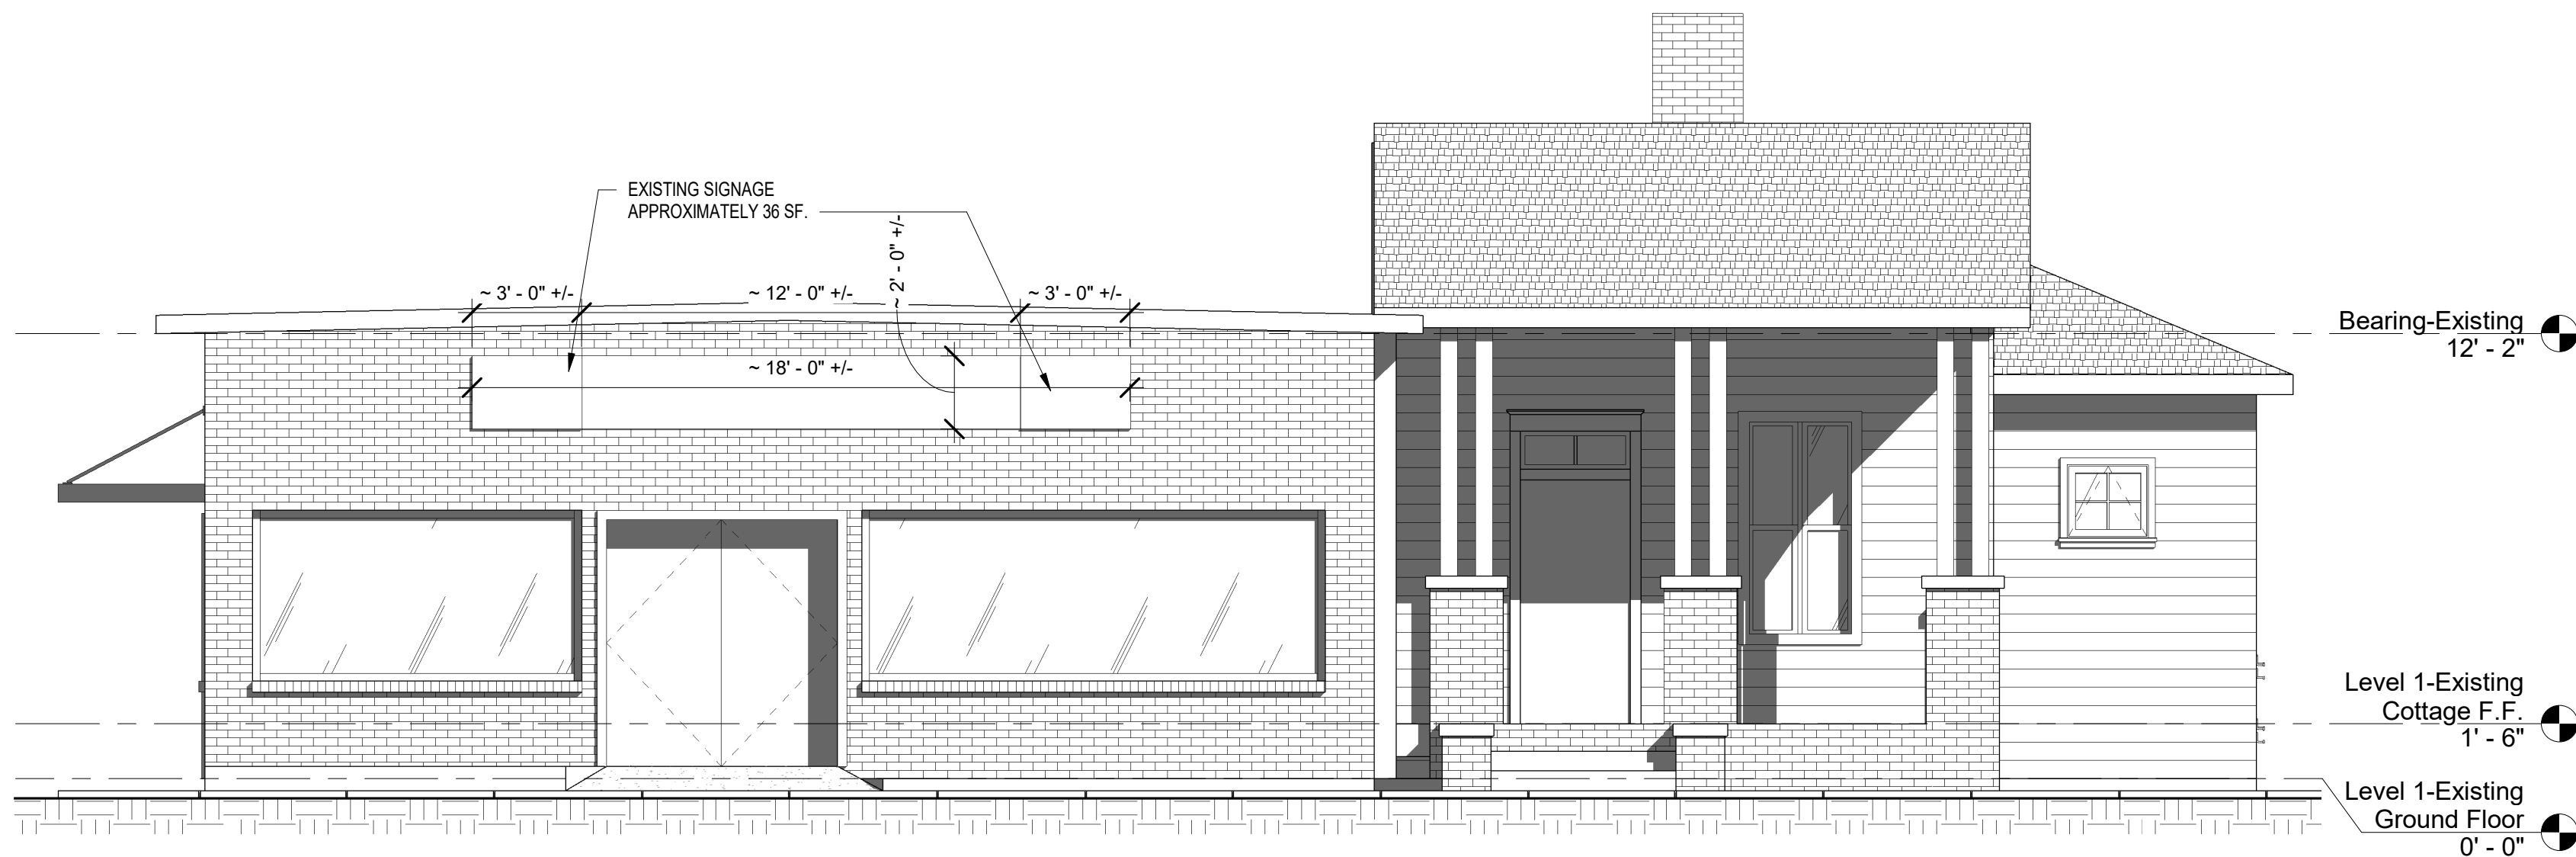 EXISTING SIGNAGE
APPROXIMATELY 36 SF.
~ 2' - 0" +/-
~ 3' - 0" +/-
~ 12' - 0" +/-
~ 3' - 0" +/-
~ 18' - 0" +/-
Bearing-Existing
12' - 2"
Level 1-Existing
Cottage F.F.
1' - 6"
Level 1-Existing
Ground Floor
0' - 0"